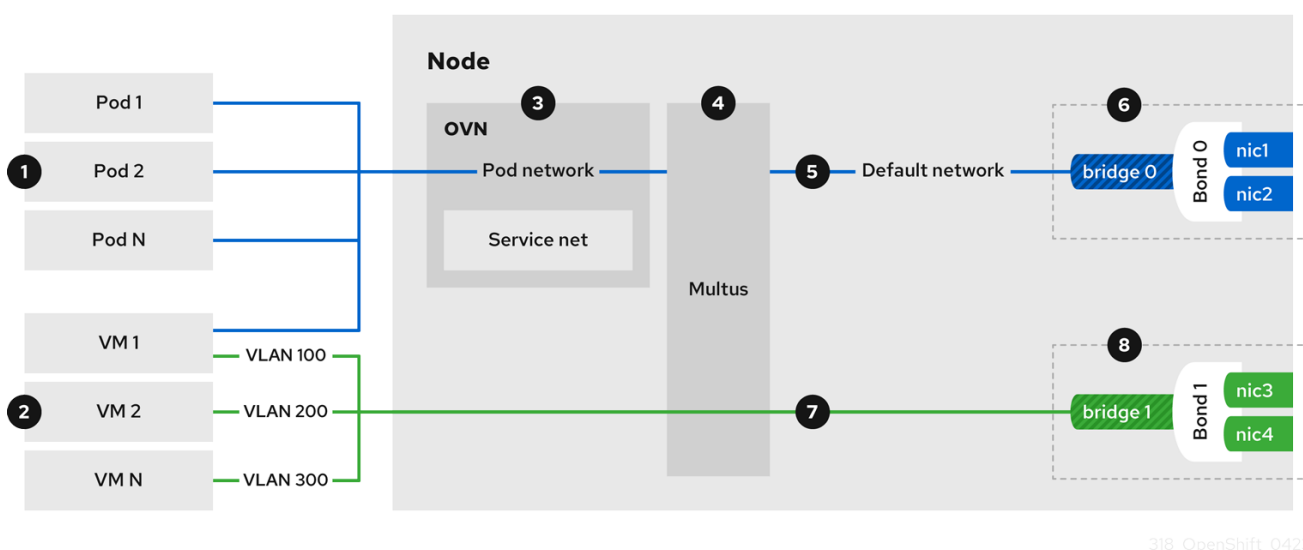 Node
3
4
6
OVN
Pod 1
1
Pod 2
Pod N
Pod network
Service net
Multus
5
Default network
bridge 0
Bond 0
nic1
nic2
VM 1
VLAN 100
2
VM 2
VLAN 200
VM N
VLAN 300
7
8
bridge 1
Bond 1
nic3
nic4
318 OpenShift 042